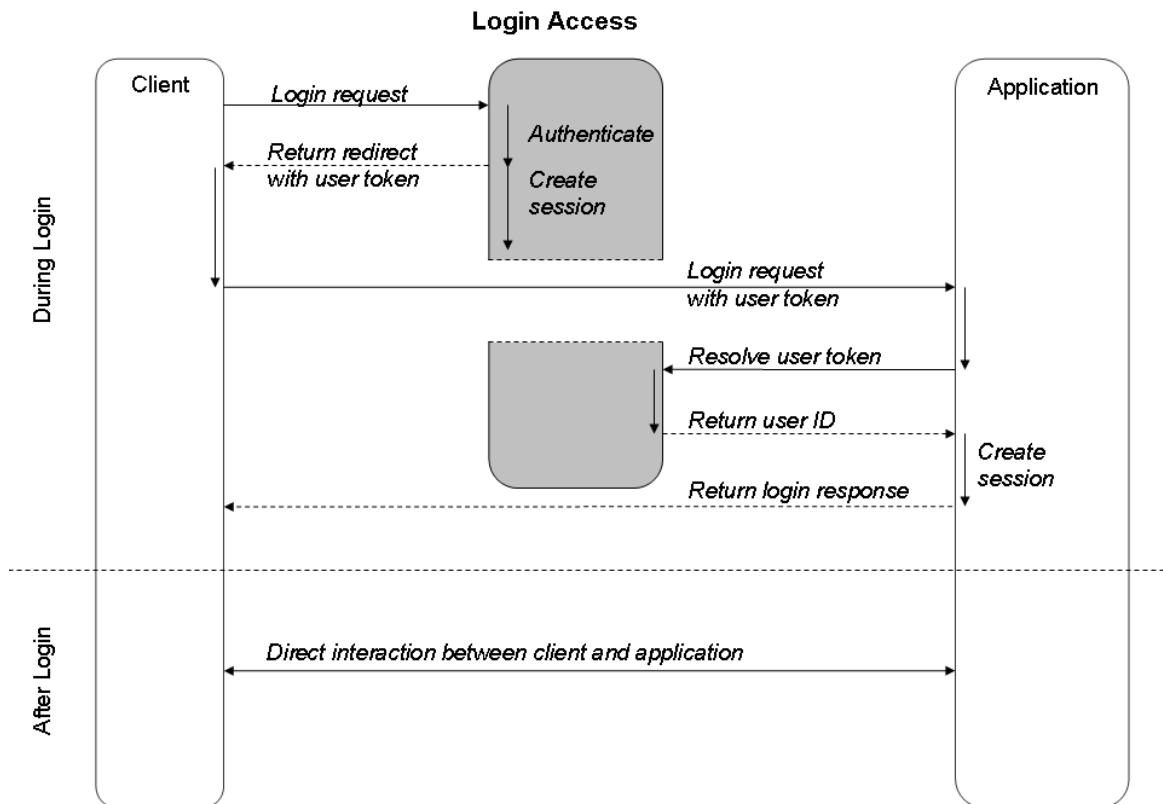 Login Access
Client
Application
Login request
Authenticate
Return redirect
with user token
Create
session
During Login
Login request
with user token
Resolve user token
Return user ID
Create
session
Return login response
After Login
Direct interaction between client and application